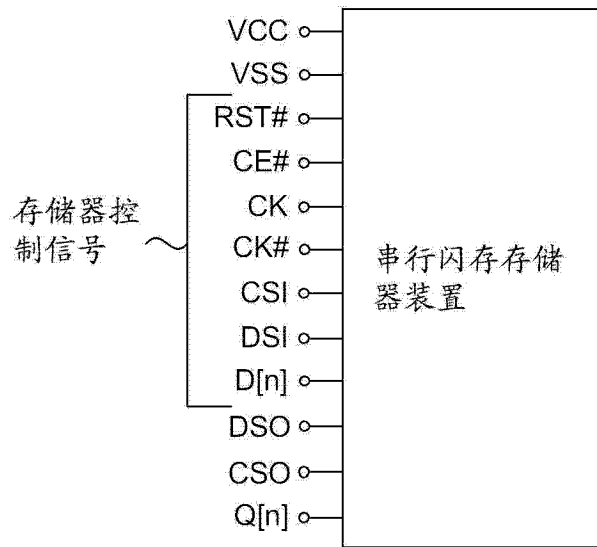 VCC
VSS
RST#
CE#
CK
CK#
CSI
DSI
D[n]
DSO
CSO
Q[n]
存储器控
制信号
串行闪存存储
器装置